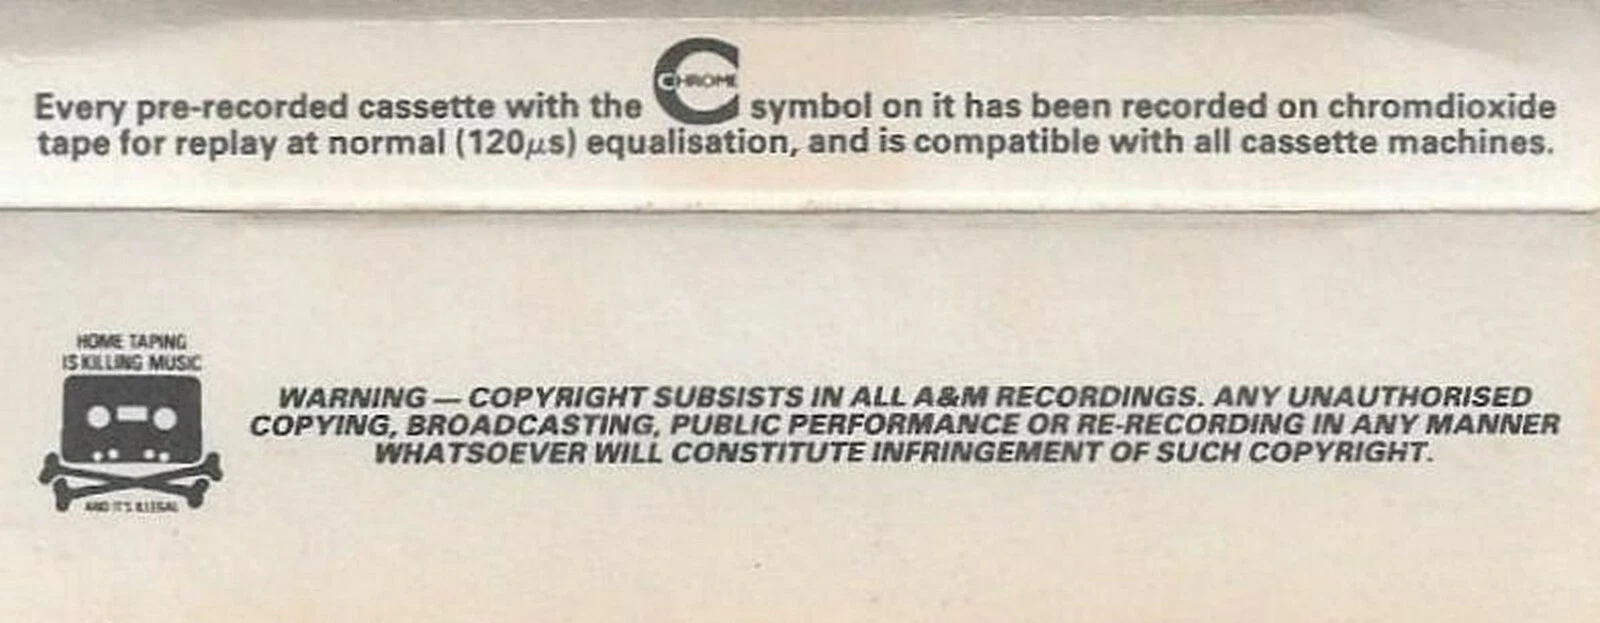 CHROME
Every pre-recorded cassette with the C symbol on it has been recorded on chromdioxide
tape for replay at normal (120μs) equalisation, and is compatible with all cassette machines.
HOME TAPING
IS KILLING MUSIC
AND IT'S ILLEGAL
WARNING — COPYRIGHT SUBSISTS IN ALL A&M RECORDINGS. ANY UNAUTHORISED
COPYING, BROADCASTING, PUBLIC PERFORMANCE OR RE-RECORDING IN ANY MANNER
WHATSOEVER WILL CONSTITUTE INFRINGEMENT OF SUCH COPYRIGHT.